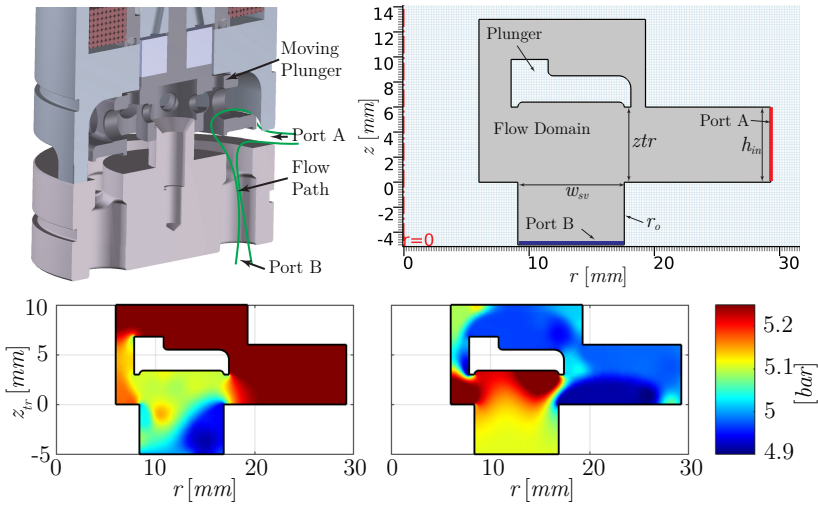 Moving
Plunger
Port A
Flow
Path
Port B
14
12
10
8
6
4
2
0
-2
-4
z [mm]
Plunger
Flow Domain
Port A
ztr
h_in
w_sv
Port B
r_o
r=0
0
10
20
30
r [mm]
10
5
0
-5
z_tr [mm]
0
10
20
30
r [mm]
0
10
20
30
r [mm]
5.2
5.1
5
4.9
[bar]